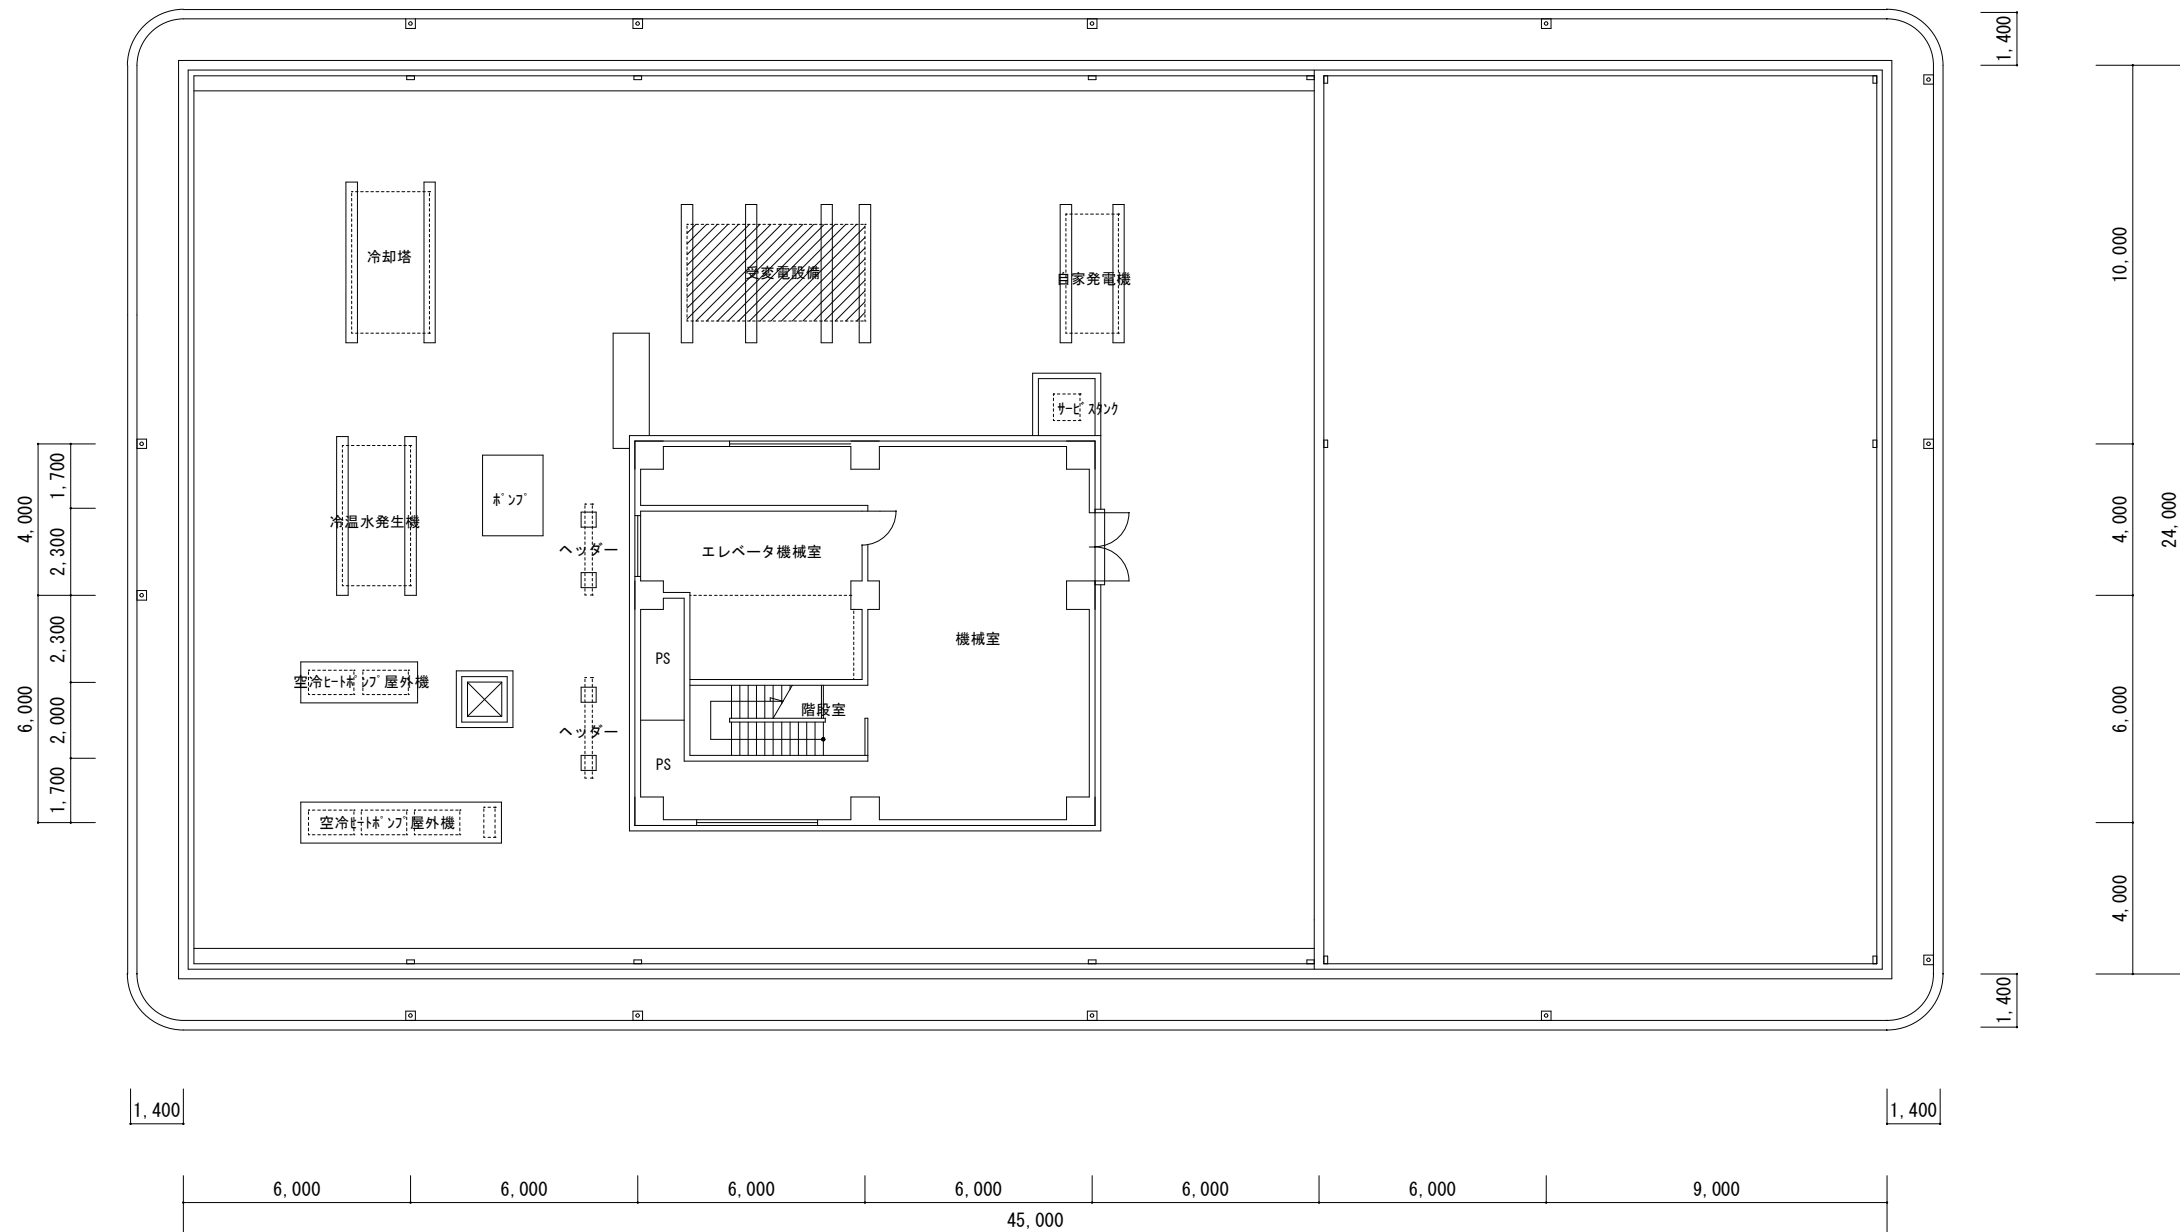 1,400
冷却塔
受変電設備
自家発電機
10,000
サービスタンク
1,700
4,000
2,300
ポンプ
冷温水発生機
ヘッダー
エレベータ機械室
4,000
24,000
機械室
PS
2,300
6,000
2,000
1,700
空冷ヒートポンプ屋外機
階段室
ヘッダー
PS
6,000
空冷ヒートポンプ屋外機
4,000
1,400
1,400
1,400
6,000
6,000
6,000
6,000
6,000
6,000
9,000
45,000